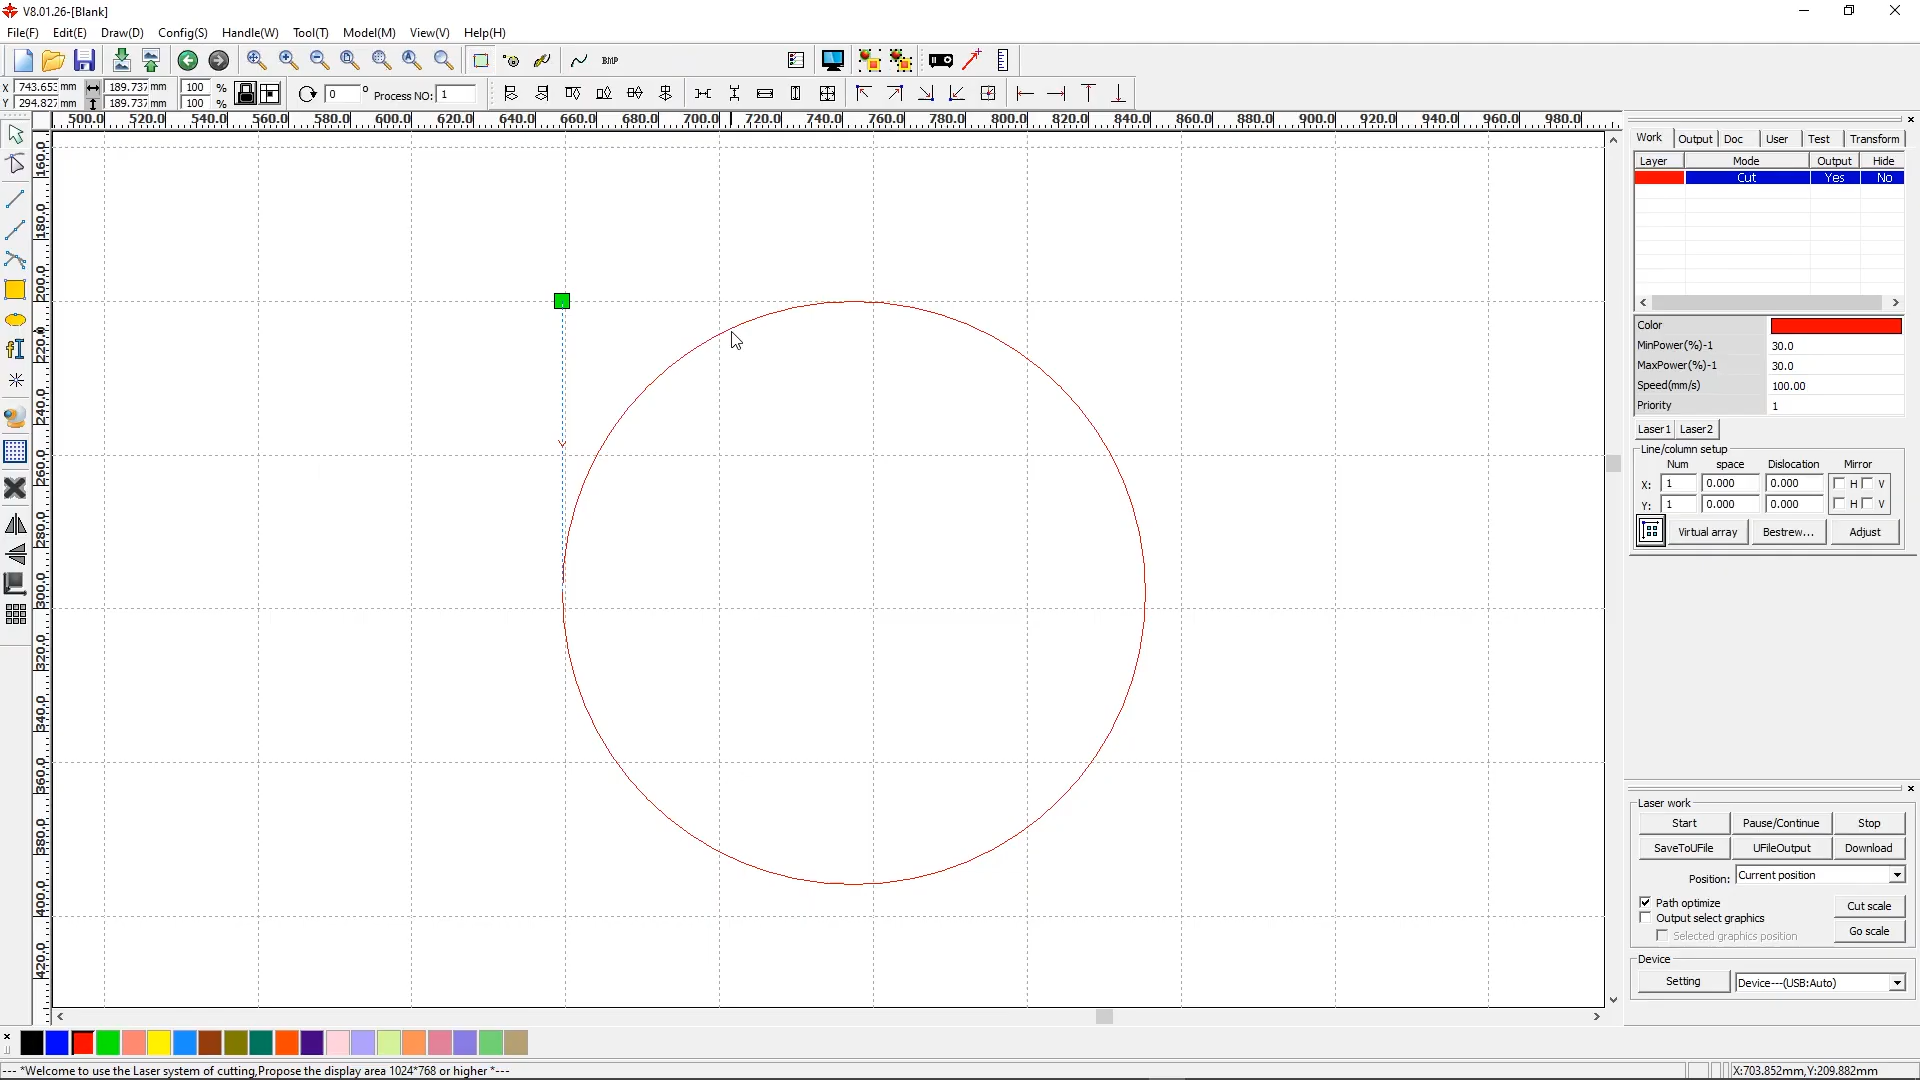 V8.01.26-[Blank]
File(F) Edit(E) Draw(D) Config(S) Handle(W) Tool(T) Model(M) View(V) Help(H)
BMP
X 743.653 mm 189.737 mm 100 %
Y 294.827 mm 189.737 mm 100 %
0 ° Process NO: 1
500.0 520.0 540.0 560.0 580.0 600.0 620.0 640.0 660.0 680.0 700.0 720.0 740.0 760.0 780.0 800.0 820.0 840.0 860.0 880.0 900.0 920.0 940.0 960.0 980.0
160.0
180.0
200.0
220.0
240.0
260.0
280.0
300.0
320.0
340.0
360.0
380.0
400.0
420.0
Work Output Doc User Test Transform
Layer Mode Output Hide
Cut Yes No
Color
MinPower(%)-1 30.0
MaxPower(%)-1 30.0
Speed(mm/s) 100.00
Priority 1
Laser1 Laser2
Line/column setup
Num space Dislocation Mirror
X: 1 0.000 0.000 H V
Y: 1 0.000 0.000 H V
Virtual array Bestrew... Adjust
Laser work
Start Pause/Continue Stop
SaveToUFile UFileOutput Download
Position: Current position
Path optimize Cut scale
Output select graphics
Selected graphics position Go scale
Device
Setting Device---(USB:Auto)
--- *Welcome to use the Laser system of cutting,Propose the display area 1024*768 or higher *---
X:703.852mm,Y:209.882mm